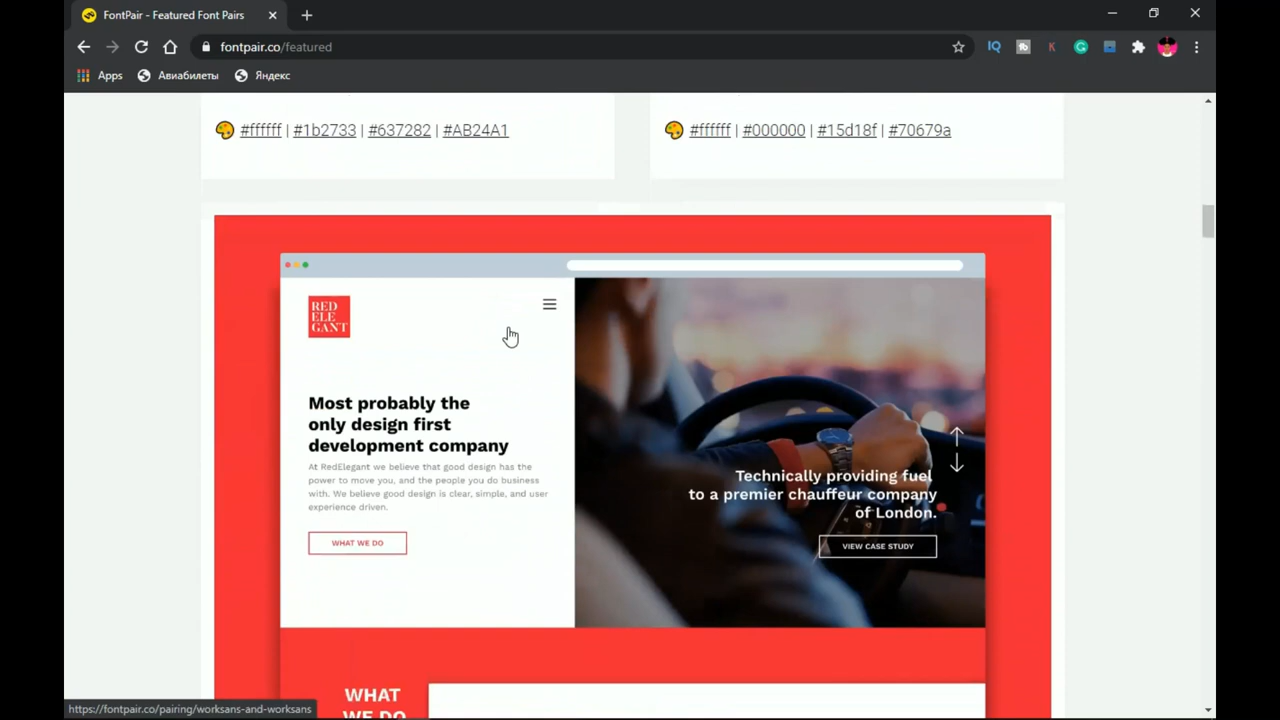 FontPair - Featured Font Pairs
fontpair.co/featured
Apps Авиабилеты Яндекс
#ffffff | #1b2733 | #637282 | #AB24A1
#ffffff | #000000 | #15d18f | #70679a
RED
ELE
GANT
Most probably the
only design first
development company
At RedElegant we believe that good design has the
power to move you, and the people you do business
with. We believe good design is clear, simple, and user
experience driven.
WHAT WE DO
Technically providing fuel
to a premier chauffeur company
of London.
VIEW CASE STUDY
WHAT
WE DO
https://fontpair.co/pairing/worksans-and-worksans